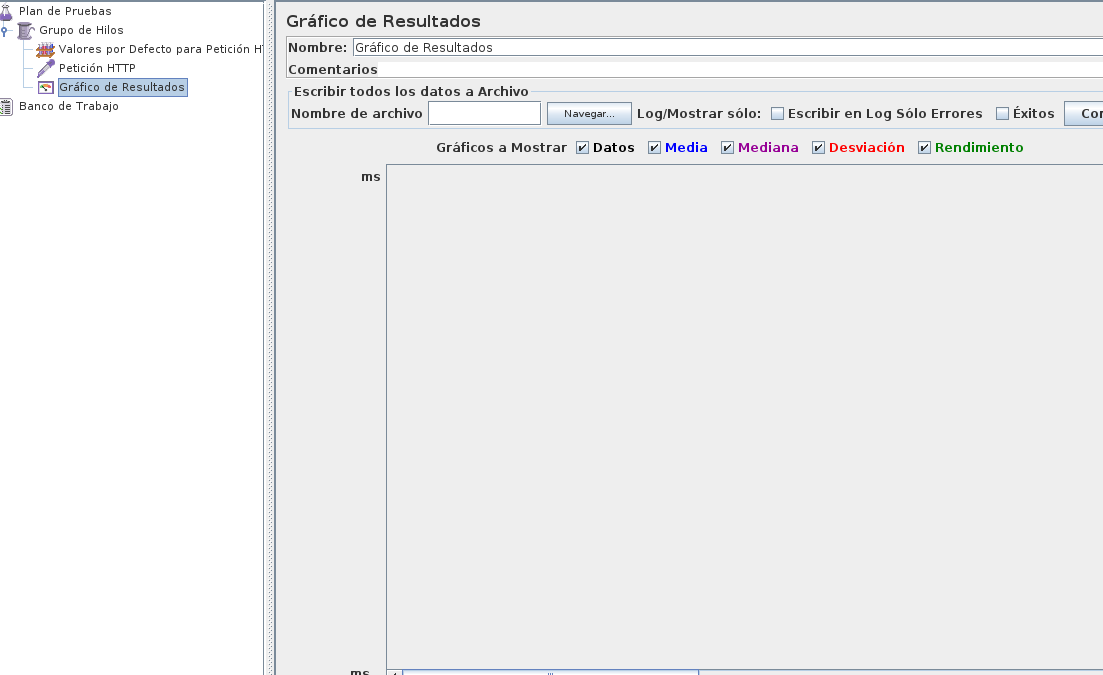 Plan de Pruebas
Grupo de Hilos
Valores por Defecto para Petición H
Petición HTTP
Gráfico de Resultados
Banco de Trabajo
Gráfico de Resultados
Nombre: Gráfico de Resultados
Comentarios
Escribir todos los datos a Archivo
Nombre de archivo Navegar... Log/Mostrar sólo: Escribir en Log Sólo Errores Éxitos Con
Gráficos a Mostrar Datos Media Mediana Desviación Rendimiento
ms
ms